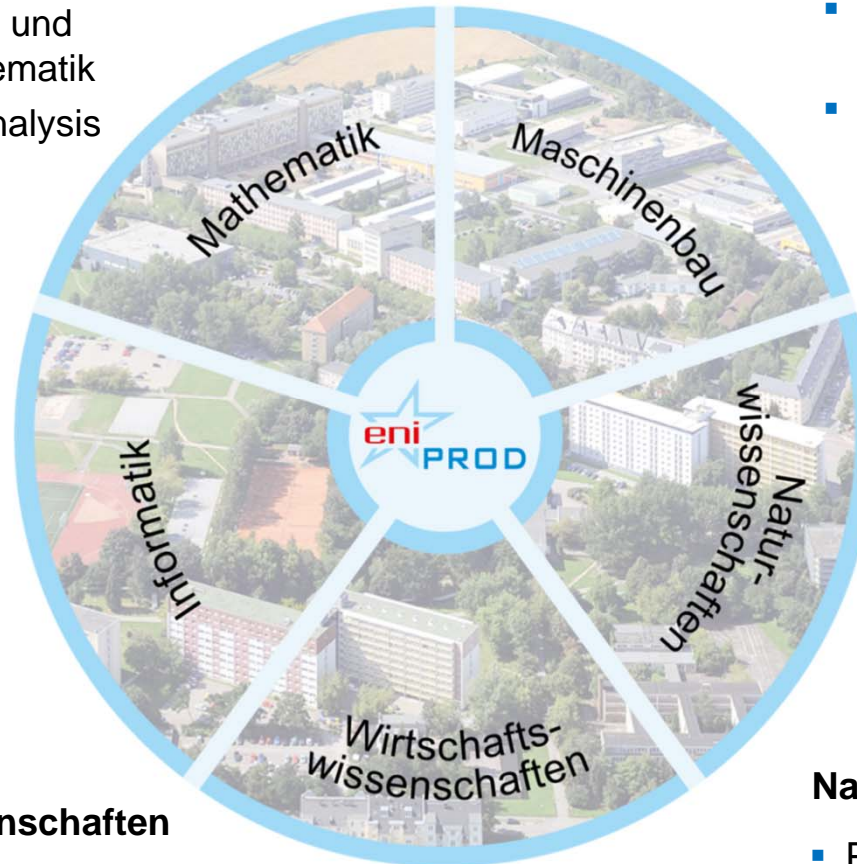 und
ematik
nalysis
Mathematik
Maschinenbau
Natur-
wissenschaften
eni
PROD
Informatik
Wirtschafts-
wissenschaften
nschaften
Na